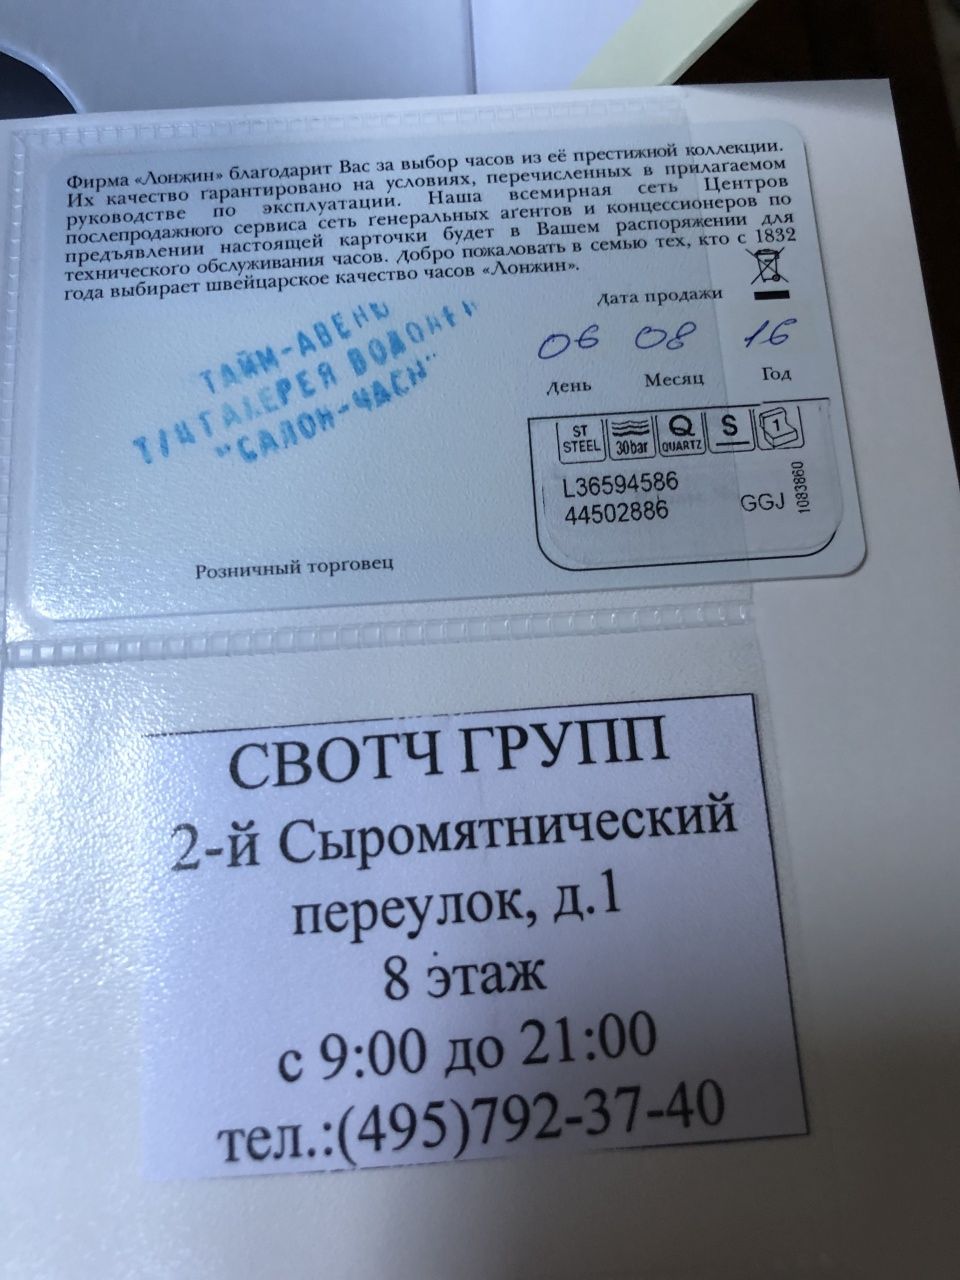 Фирма «Лонжин» благодарит Вас за выбор часов из её престижной коллекции.
Их качество гарантировано на условиях, перечисленных в прилагаемом
руководстве по эксплуатации. Наша всемирная сеть Центров
послепродажного сервиса сеть генеральных агентов и концессионеров по
предъявлении настоящей карточки будет в Вашем распоряжении для
технического обслуживания часов. Добро пожаловать в семью тех, кто с 1832
года выбирает швейцарское качество часов «Лонжин».
Дата продажи
06 08 16
День Месяц Год
ТАЙМ-АВЕНЮ
Т/Ц ГАЛЕРЕЯ ВОДОЛЕЙ
"САЛОН-ЧАСЫ"
ST STEEL 30bar Q QUARTZ S 1
L36594586
44502886 GGJ 1083860
Розничный торговец
СВОТЧ ГРУПП
2-й Сыромятнический
переулок, д.1
8 этаж
с 9:00 до 21:00
тел.:(495)792-37-40